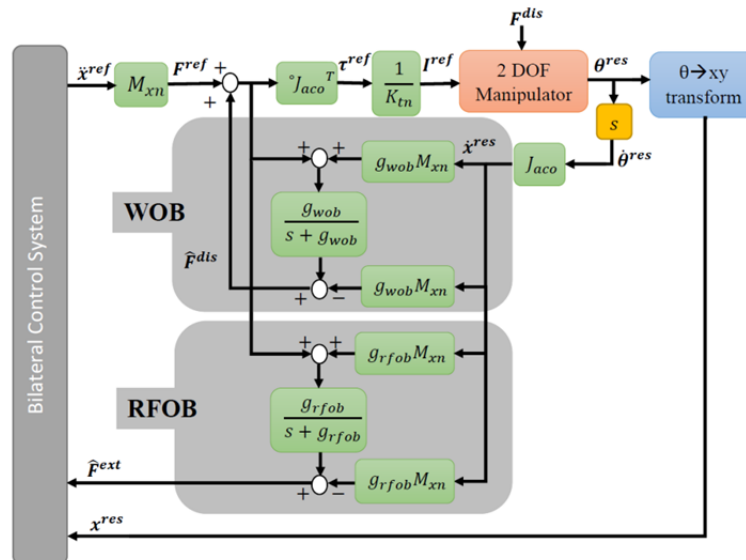 F^dis
ẍ^ref
F^ref
+
+
M_xn
°J_aco^T
τ^ref
1
K_tn
I^ref
2 DOF
Manipulator
θ^res
θ→xy
transform
s
θ̇^res
J_aco
ẋ^res
+
+
g_wob M_xn
WOB
g_wob
s + g_wob
F̂^dis
+
−
g_wob M_xn
Bilateral Control System
+
+
g_rfob M_xn
RFOB
g_rfob
s + g_rfob
F̂^ext
+
−
g_rfob M_xn
x^res